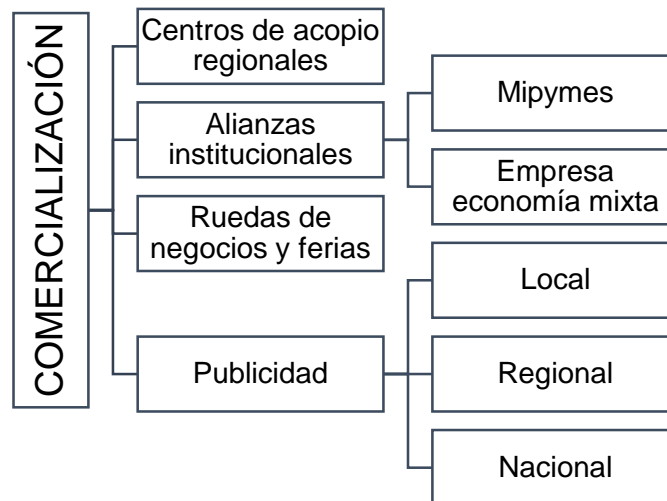 COMERCIALIZACIÓN
Centros de acopio
regionales
Alianzas
institucionales
Mipymes
Empresa
economía mixta
Ruedas de
negocios y ferias
Publicidad
Local
Regional
Nacional